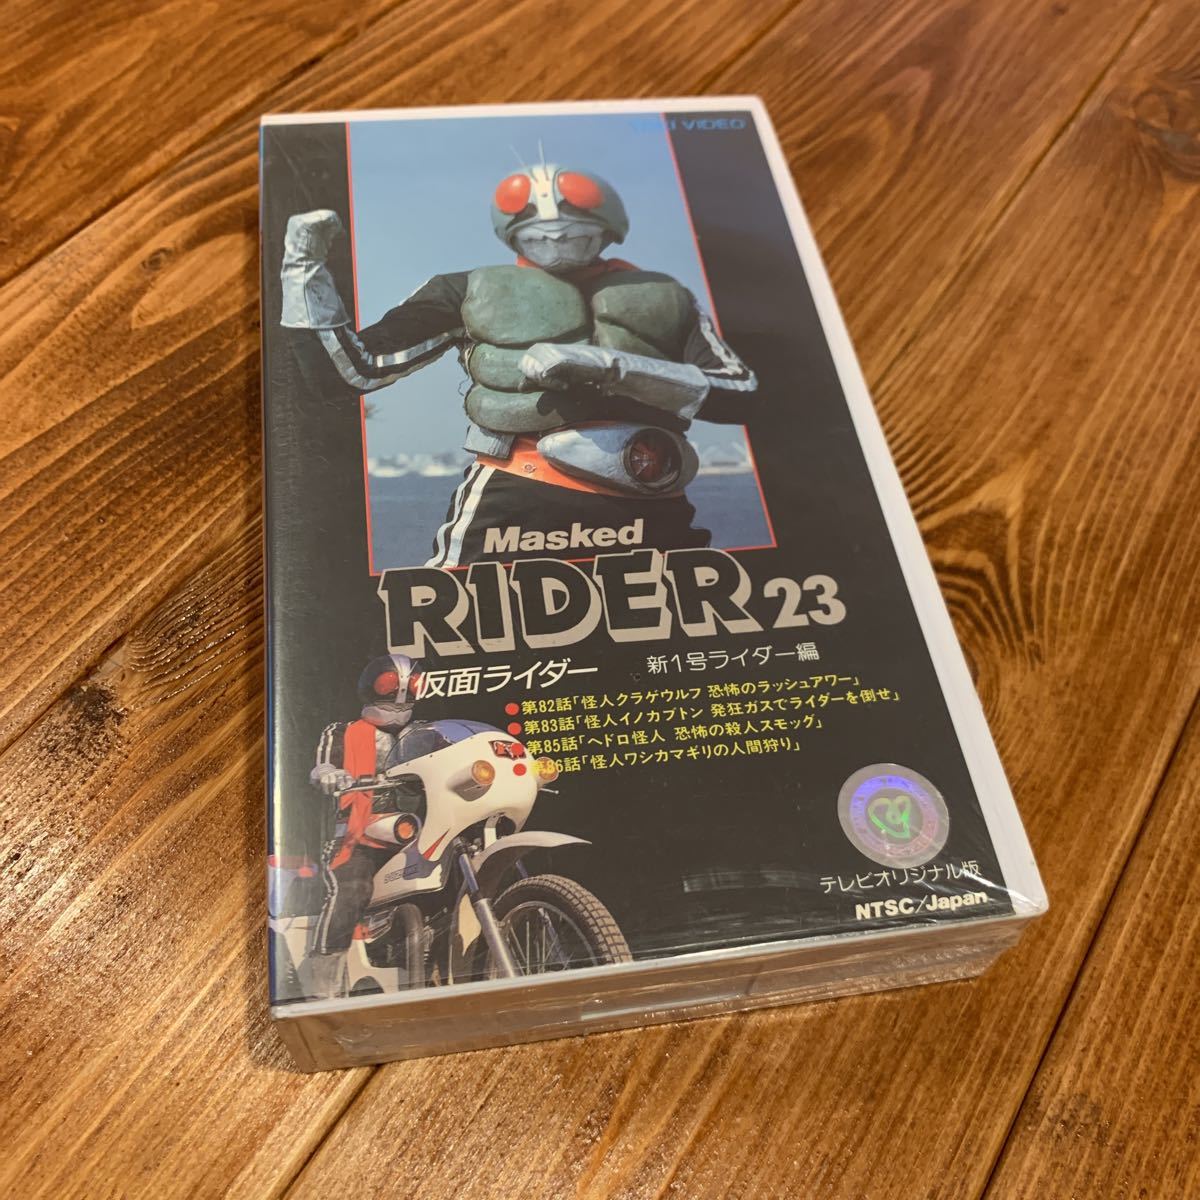 VIDEO
Masked
RIDER 23
仮面ライダー 新1号ライダー編
●第82話「怪人クラゲウルフ 恐怖のラッシュアワー」
●第83話「怪人イノカブトン 発狂ガスでライダーを倒せ」
●第85話「ヘドロ怪人 恐怖の殺人スモッグ」
●第86話「怪人ワシカマギリの人間狩り」
テレビオリジナル版
NTSC/Japan